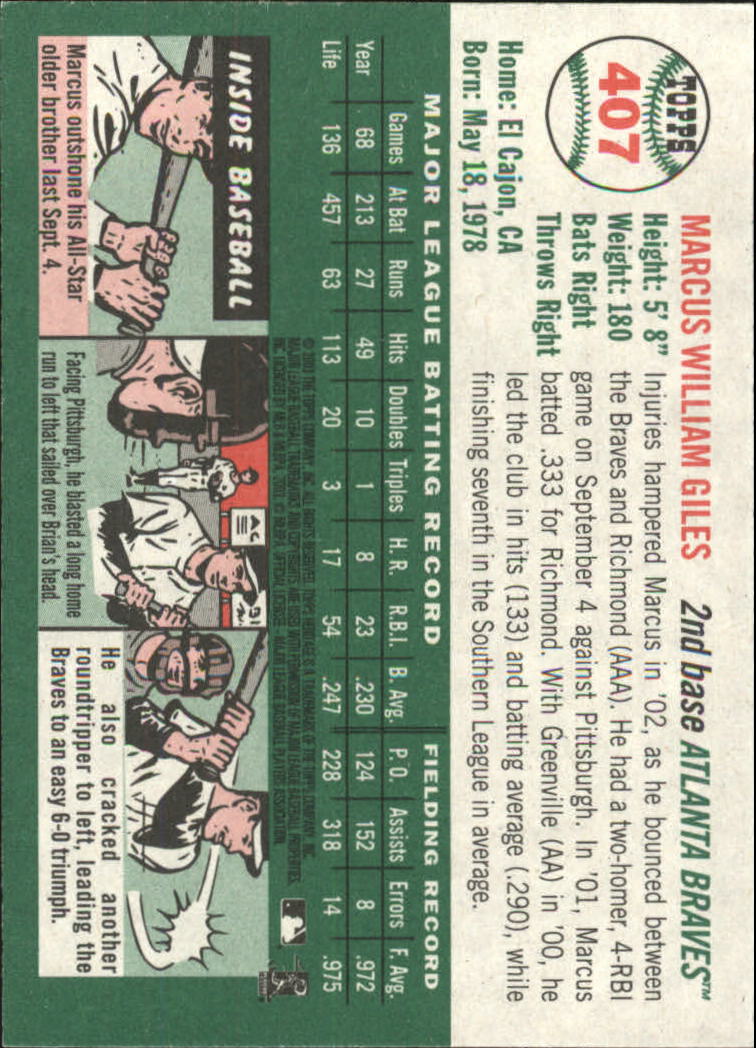 TOPPS
407
MARCUS WILLIAM GILES 2nd base ATLANTA BRAVES™
Height: 5' 8"
Weight: 180
Bats Right
Throws Right
Home: El Cajon, CA
Born: May 18, 1978
Injuries hampered Marcus in '02, as he bounced between
the Braves and Richmond (AAA). He had a two-homer, 4-RBI
game on September 4 against Pittsburgh. In '01, Marcus
batted .333 for Richmond. With Greenville (AA) in '00, he
led the club in hits (133) and batting average (.290), while
finishing seventh in the Southern League in average.
MAJOR LEAGUE BATTING RECORD FIELDING RECORD
Games At Bat Runs Hits Doubles Triples H. R. R.B.I. B. Avg. P. O. Assists Errors F. Avg.
Year 68 213 27 49 10 1 8 23 .230 124 152 8 .972
Life 136 457 63 113 20 3 17 54 .247 228 318 14 .975
INSIDE BASEBALL
Marcus outshone his All-Star
older brother last Sept. 4.
Facing Pittsburgh, he blasted a long home
run to left that sailed over Brian's head.
He also cracked another
roundtripper to left, leading the
Braves to an easy 6-0 triumph.